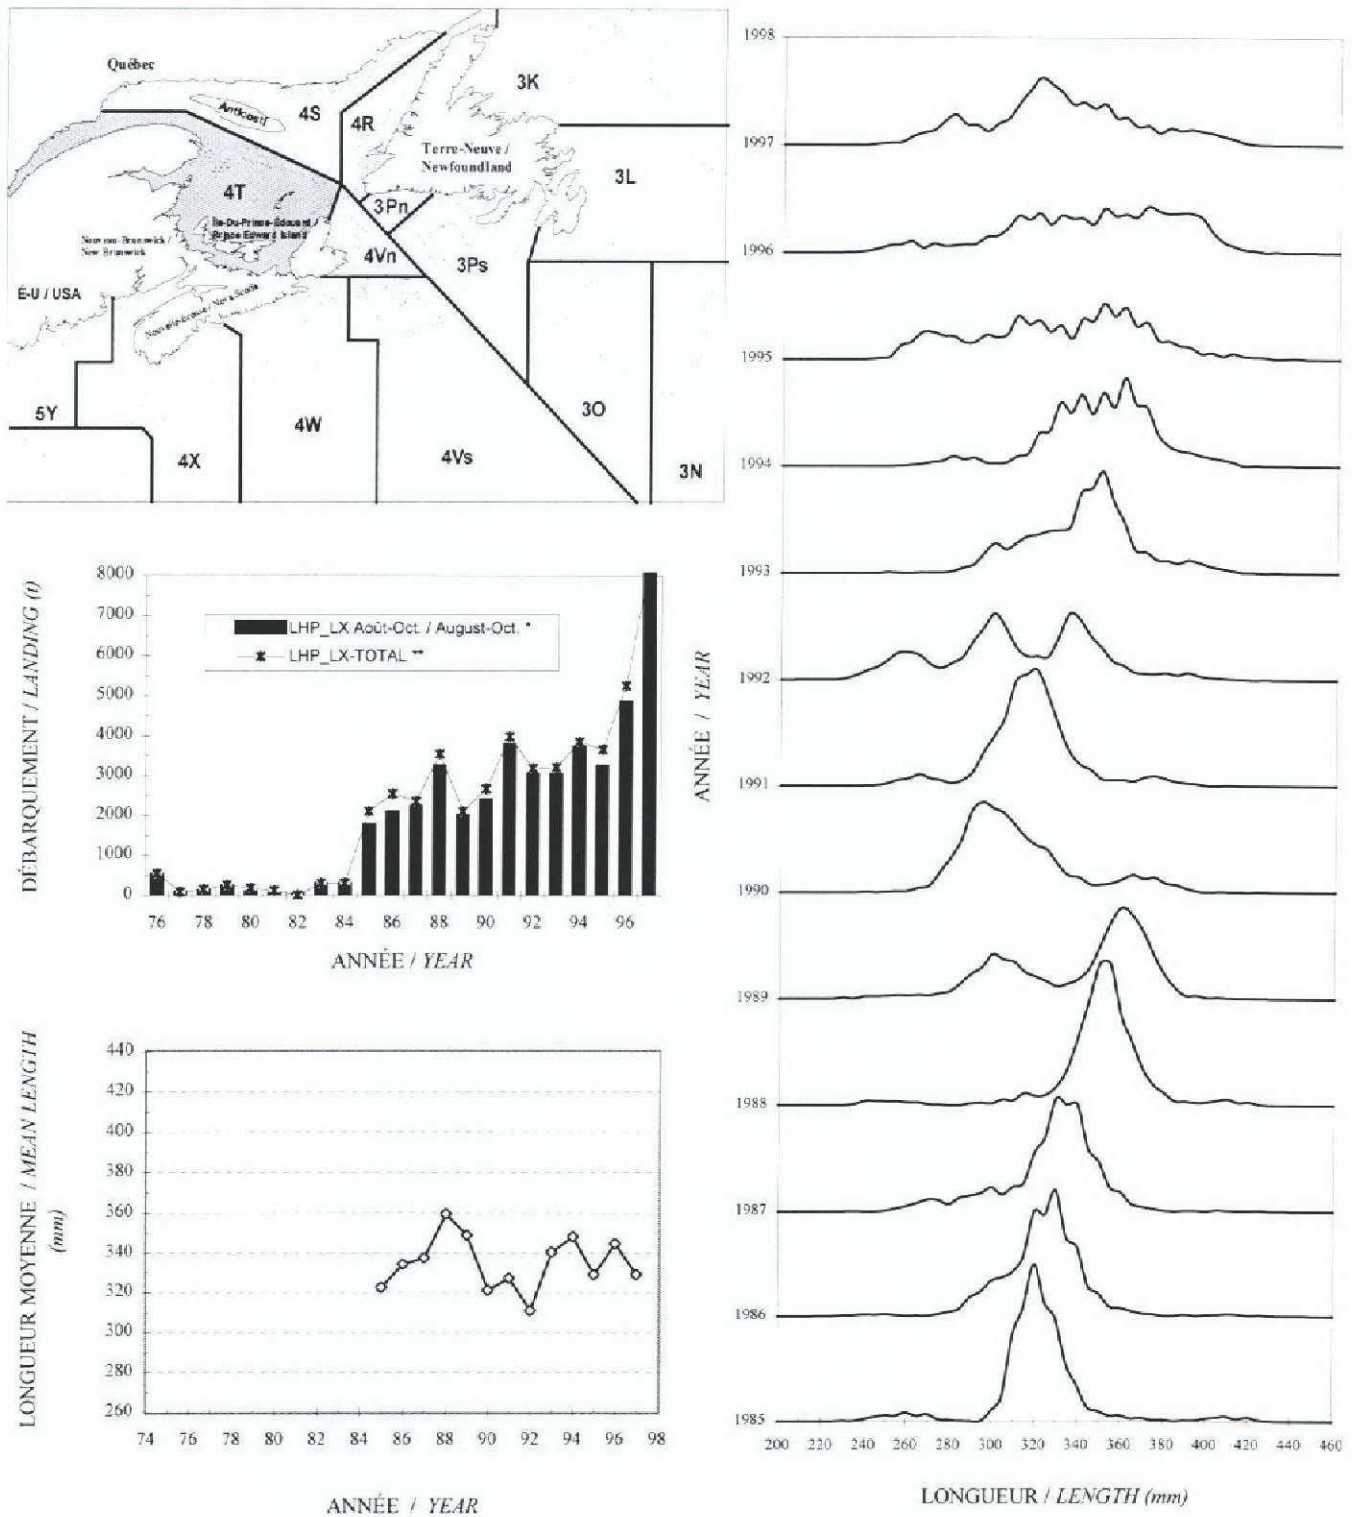 Québec
Anticosti
4S
4R
3K
Terre-Neuve /
Newfoundland
3L
4T
Île-Du-Prince-Édouard /
Prince Edward Island
3Pn
Nouveau-Brunswick /
New Brunswick
4Vn
3Ps
É-U / USA
5Y
4X
4W
4Vs
3O
3N
DÉBARQUEMENT / LANDING (t)
8000
7000
6000
5000
4000
3000
2000
1000
0
LHP_LX Août-Oct. / August-Oct. *
LHP_LX-TOTAL **
76 78 80 82 84 86 88 90 92 94 96
ANNÉE / YEAR
LONGUEUR MOYENNE / MEAN LENGTH
(mm)
440
420
400
380
360
340
320
300
280
260
74 76 78 80 82 84 86 88 90 92 94 96 98
ANNÉE / YEAR
ANNÉE / YEAR
1998
1997
1996
1995
1994
1993
1992
1991
1990
1989
1988
1987
1986
1985
200 220 240 260 280 300 320 340 360 380 400 420 440 460
LONGUEUR / LENGTH (mm)